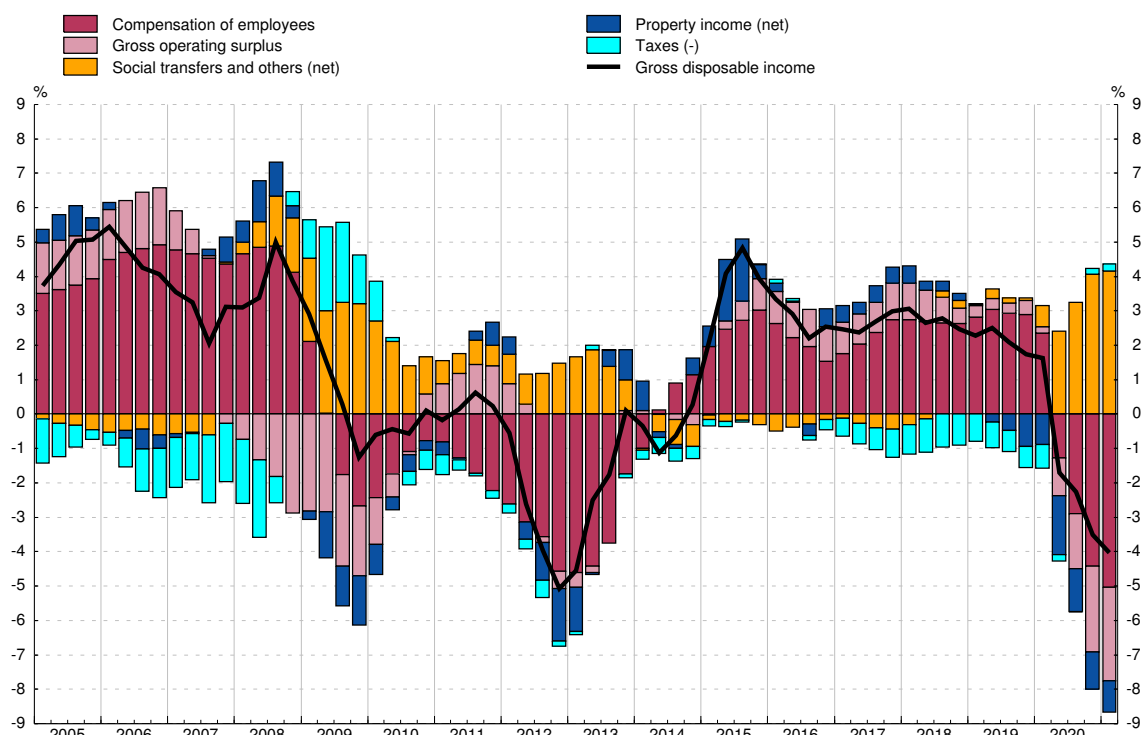 Compensation of employees
Gross operating surplus
Social transfers and others (net)
Property income (net)
Taxes (-)
Gross disposable income
% %
9 9
8 8
7 7
6 6
5 5
4 4
3 3
2 2
1 1
0 0
-1 -1
-2 -2
-3 -3
-4 -4
-5 -5
-6 -6
-7 -7
-8 -8
-9 -9
2005 2006 2007 2008 2009 2010 2011 2012 2013 2014 2015 2016 2017 2018 2019 2020